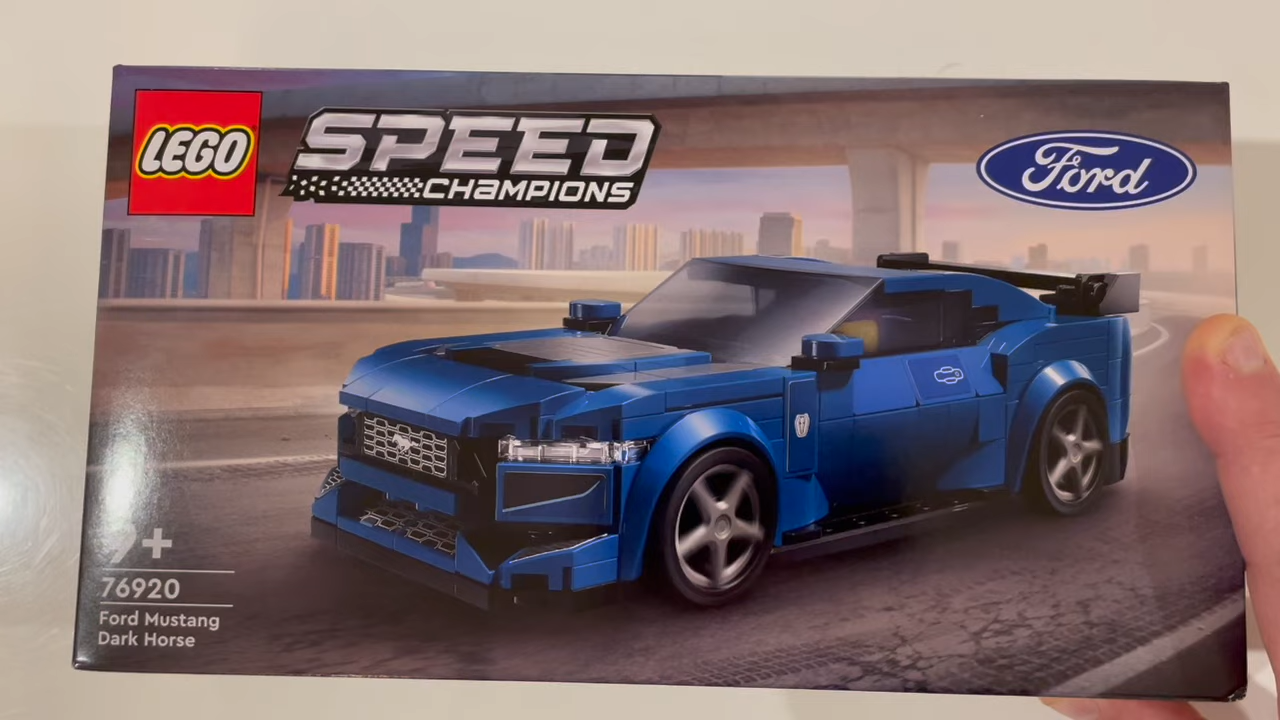 LEGO
SPEED
CHAMPIONS
Ford
9+
76920
Ford Mustang
Dark Horse